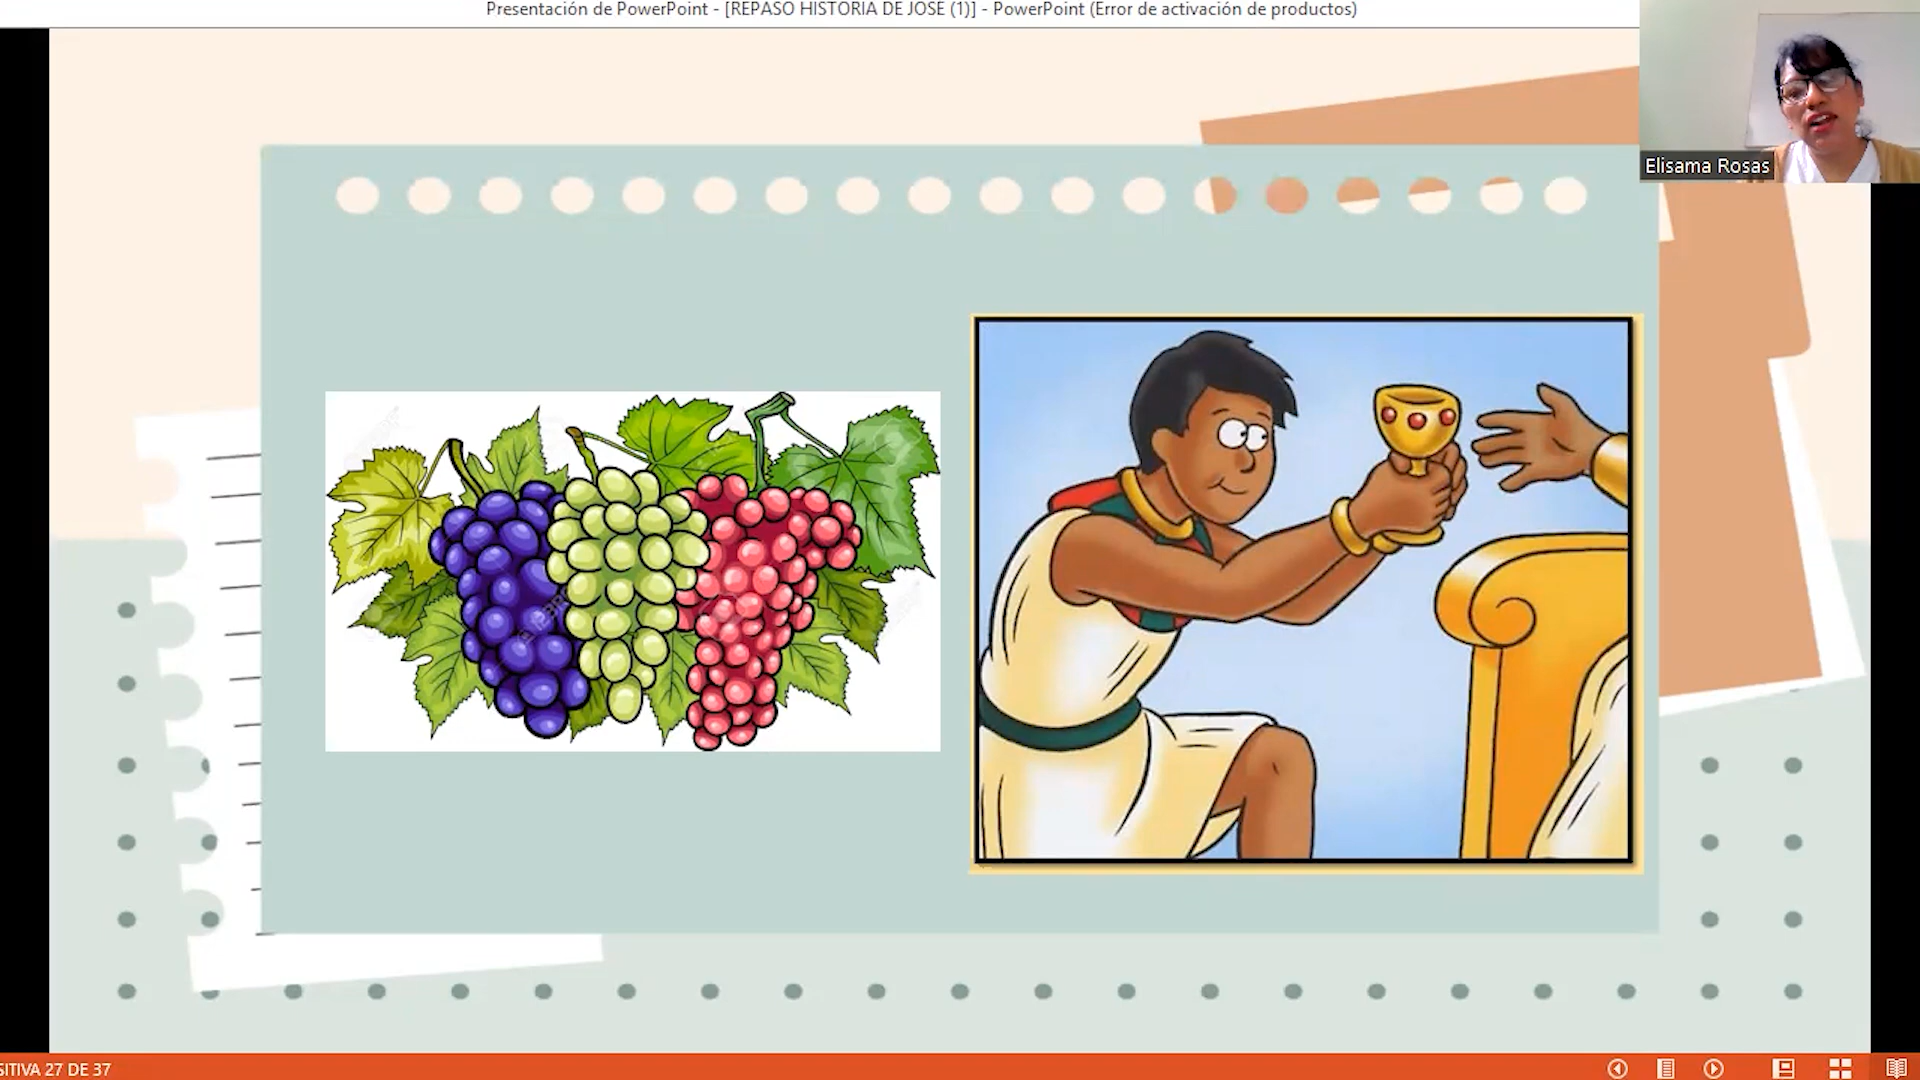 Presentación de PowerPoint - [REPASO HISTORIA DE JOSE (1)] - PowerPoint (Error de activación de productos)
Elisama Rosas
SITIVA 27 DE 37